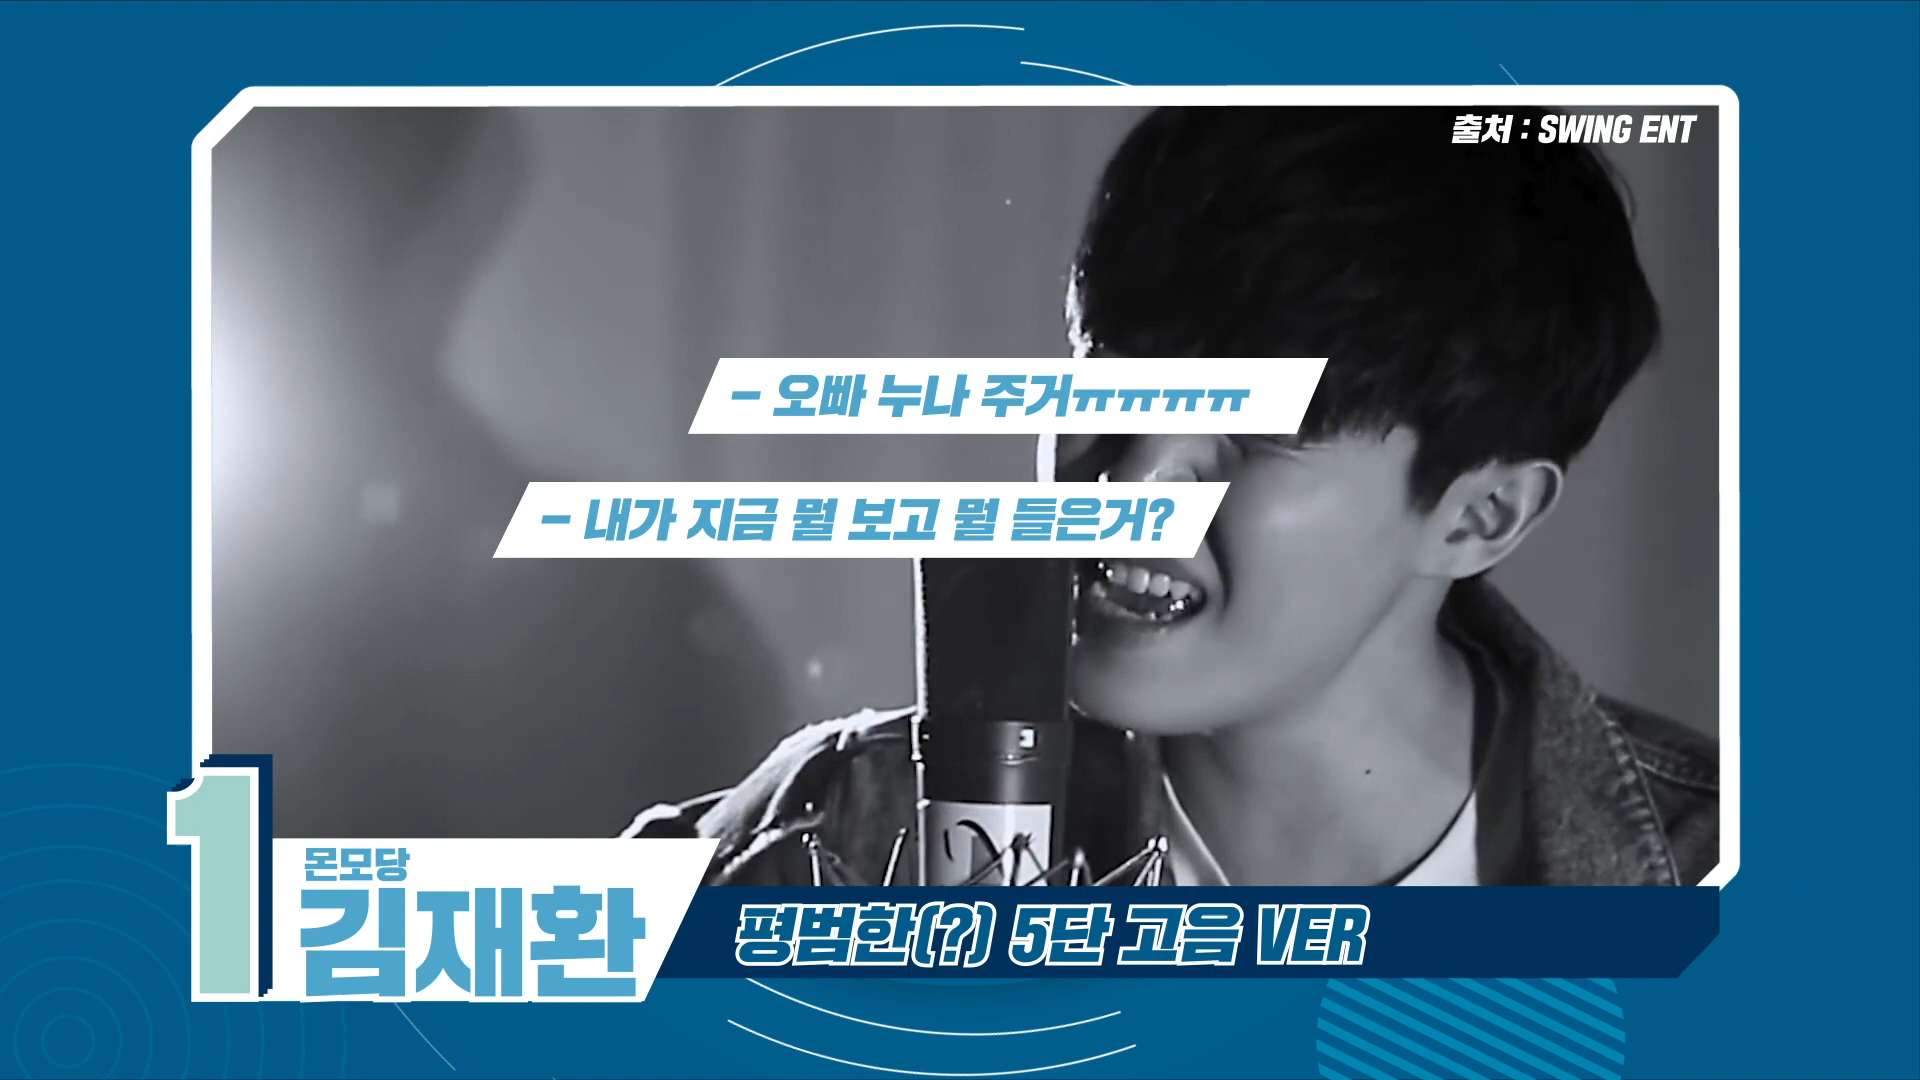 출처 : SWING ENT
- 오빠 누나 주거ㅠㅠㅠㅠ
- 내가 지금 뭘 보고 뭘 들은거?
1
몬모당
김재환
평범한(?) 5단 고음 VER